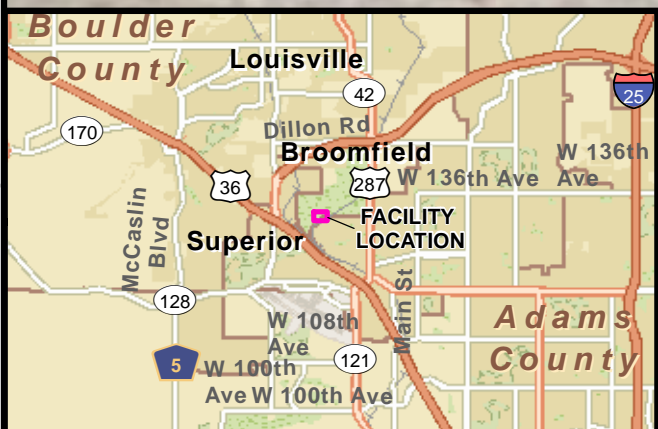 Boulder
County
Louisville
42
25
170
Dillon Rd
Broomfield
W 136th
Ave
36
287
W 136th Ave
McCaslin
Blvd
FACILITY
LOCATION
Superior
128
Main St
W 108th
Ave
Adams
County
121
5
W 100th
Ave
W 100th Ave